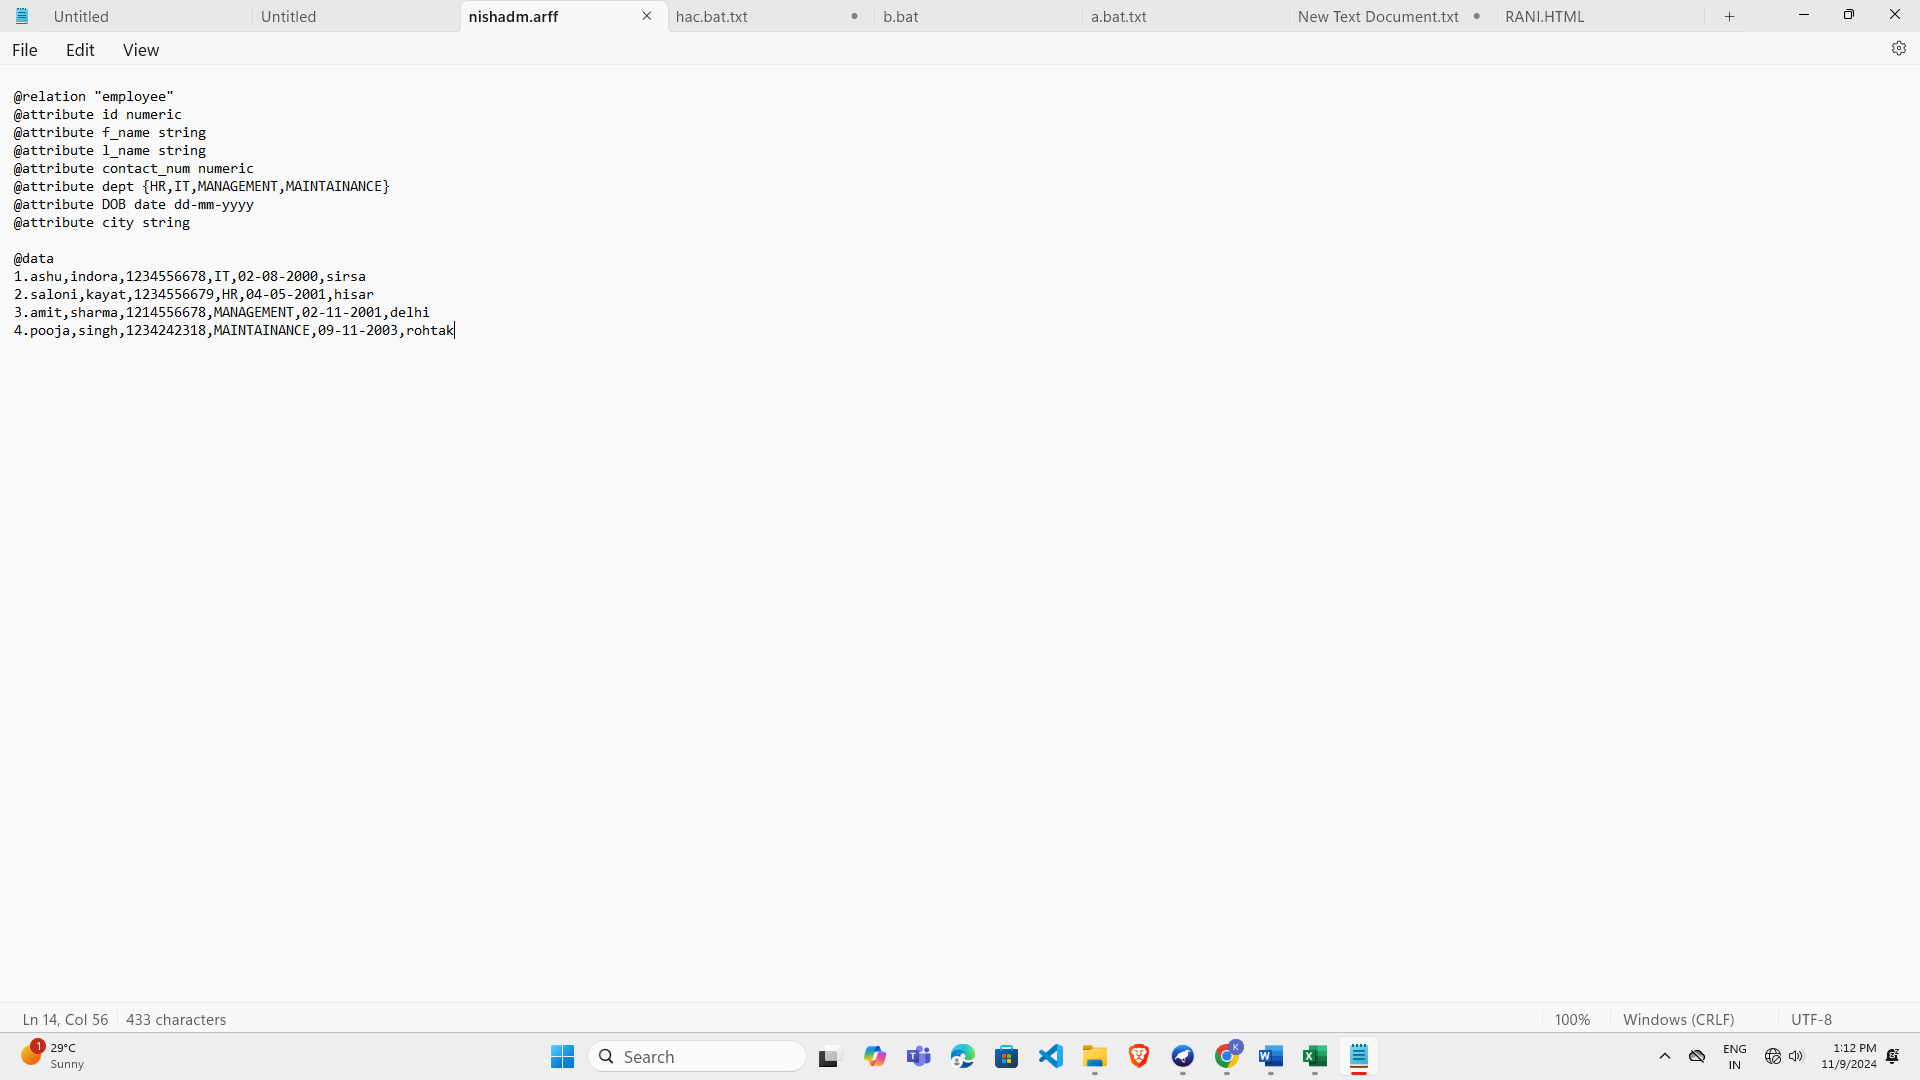 Untitled
Untitled
nishadm.arff
hac.bat.txt
b.bat
a.bat.txt
New Text Document.txt
RANI.HTML
File Edit View
@relation "employee"
@attribute id numeric
@attribute f_name string
@attribute l_name string
@attribute contact_num numeric
@attribute dept {HR,IT,MANAGEMENT,MAINTAINANCE}
@attribute DOB date dd-mm-yyyy
@attribute city string
@data
1.ashu,indora,1234556678,IT,02-08-2000,sirsa
2.saloni,kayat,1234556679,HR,04-05-2001,hisar
3.amit,sharma,1214556678,MANAGEMENT,02-11-2001,delhi
4.pooja,singh,1234242318,MAINTAINANCE,09-11-2003,rohtak
Ln 14, Col 56
433 characters
100%
Windows (CRLF)
UTF-8
1
29°C
Sunny
Search
K
ENG
IN
1:12 PM
11/9/2024